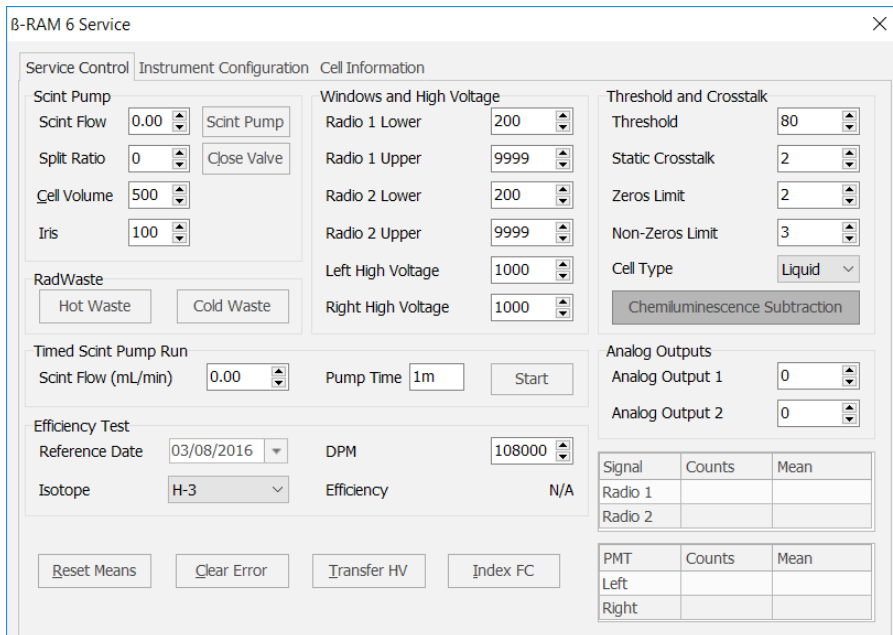 ß-RAM 6 Service
Service Control Instrument Configuration Cell Information
Scint Pump
Scint Flow 0.00 Scint Pump
Split Ratio 0 Close Valve
Cell Volume 500
Iris 100
RadWaste
Hot Waste Cold Waste
Windows and High Voltage
Radio 1 Lower 200
Radio 1 Upper 9999
Radio 2 Lower 200
Radio 2 Upper 9999
Left High Voltage 1000
Right High Voltage 1000
Threshold and Crosstalk
Threshold 80
Static Crosstalk 2
Zeros Limit 2
Non-Zeros Limit 3
Cell Type Liquid
Chemiluminescence Subtraction
Timed Scint Pump Run
Scint Flow (mL/min) 0.00 Pump Time 1m Start
Analog Outputs
Analog Output 1 0
Analog Output 2 0
Efficiency Test
Reference Date 03/08/2016 DPM 108000
Isotope H-3 Efficiency N/A
Signal Counts Mean
Radio 1
Radio 2
Reset Means Clear Error Transfer HV Index FC
PMT Counts Mean
Left
Right